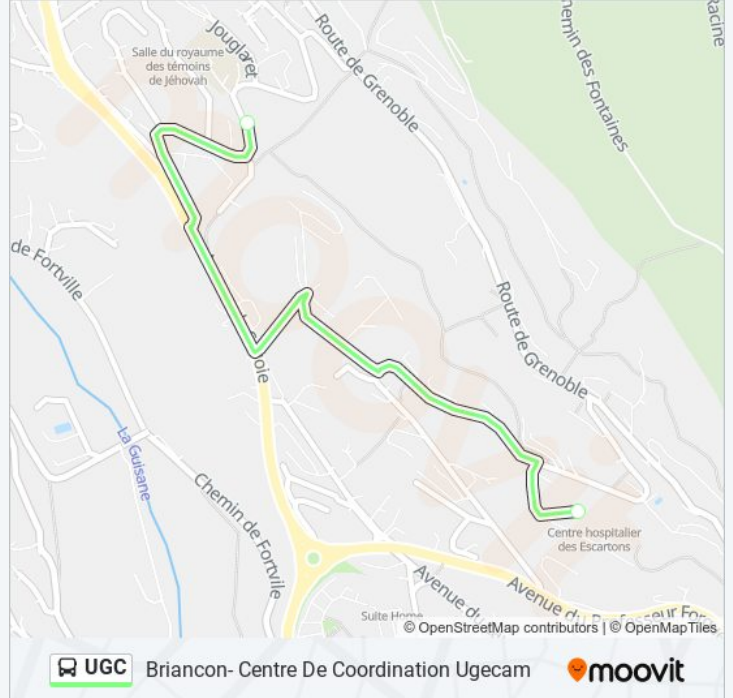 Jouglaret
Salle du royaume
des témoins
de Jéhovah
Route de Grenoble
Chemin des Fontaines
Racine
de Fortville
Route de Grenoble
La Guisane
Chemin de Fortvile
Centre hospitalier
des Escartons
Avenue du
Avenue du Professeur For
Suite Home
© OpenStreetMap contributors | © OpenMapTiles
UGC
Briancon- Centre De Coordination Ugecam
moovit